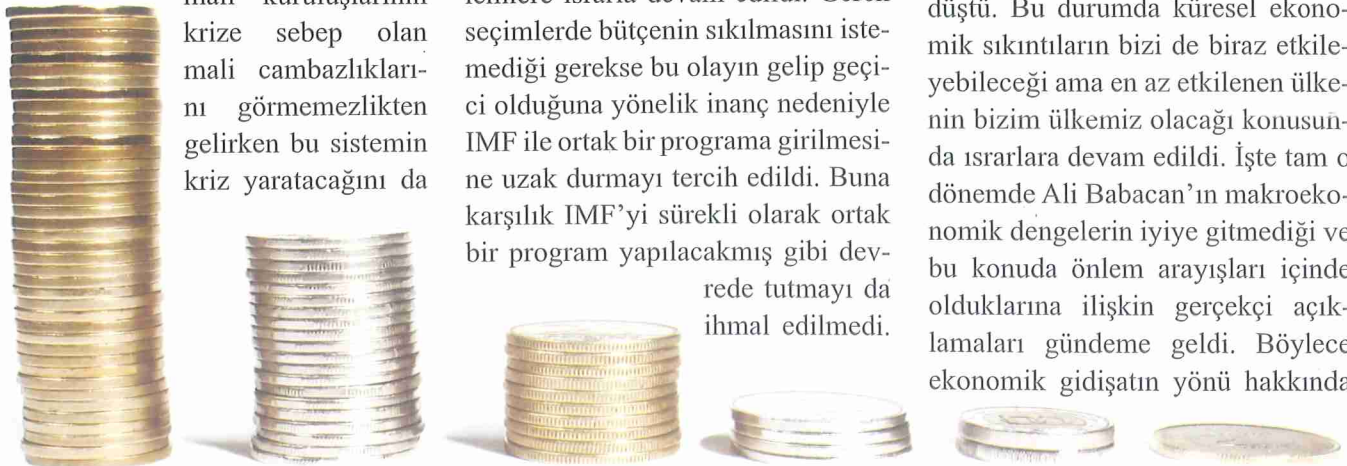 krize sebep olan
mali cambazlıkları-
nı görmemezlikten
gelirken bu sistemin
kriz yaratacağını da
seçimlerde bütçenin sıkılmasını iste-
mediği gerekse bu olayın gelip geçi-
ci olduğuna yönelik inanç nedeniyle
IMF ile ortak bir programa girilmesi-
ne uzak durmayı tercih edildi. Buna
karşılık IMF'yi sürekli olarak ortak
bir program yapılacakmış gibi dev-
rede tutmayı da
ihmal edilmedi.
düştü. Bu durumda küresel ekono-
mik sıkıntıların bizi de biraz etkile-
yebileceği ama en az etkilenen ülke-
nin bizim ülkemiz olacağı konusun-
da ısrarlara devam edildi. İşte tam o
dönemde Ali Babacan'ın makroeko-
nomik dengelerin iyiye gitmediği ve
bu konuda önlem arayışları içinde
olduklarına ilişkin gerçekçi açık-
lamaları gündeme geldi. Böylece
ekonomik gidişatın yönü hakkında